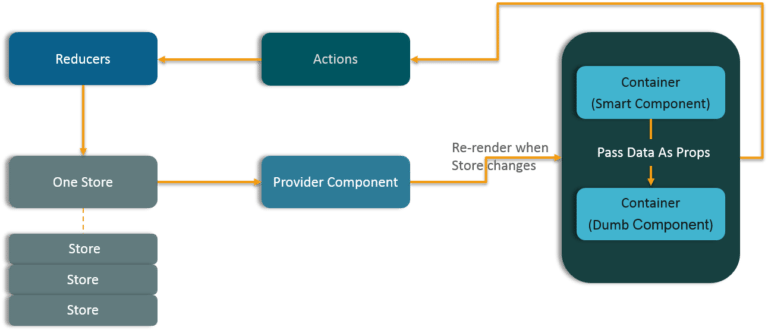 Reducers
Actions
Container
(Smart Component)
Re-render when
Store changes
Pass Data As Props
One Store
Provider Component
Container
(Dumb Component)
Store
Store
Store